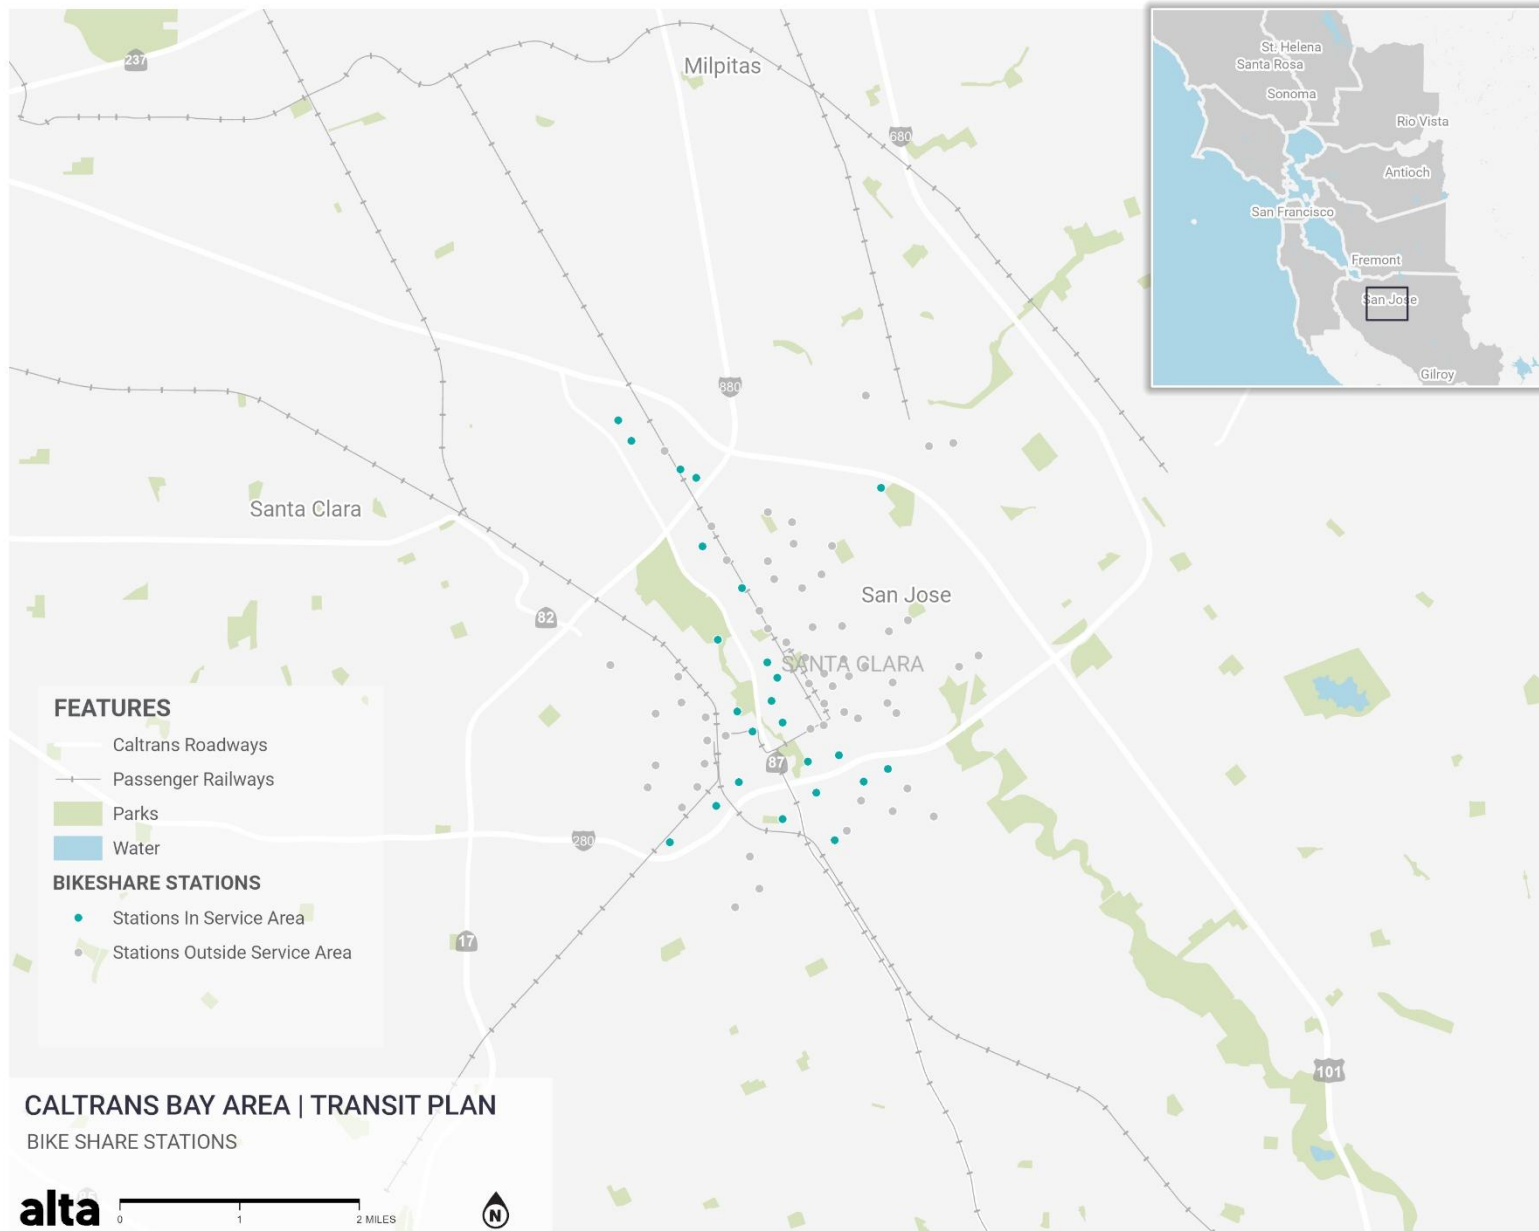 237
Milpitas
680
880
Santa Clara
San Jose
82
SANTA CLARA
87
280
17
101
St. Helena
Santa Rosa
Sonoma
Rio Vista
Antioch
San Francisco
Fremont
San Jose
Gilroy
FEATURES
Caltrans Roadways
Passenger Railways
Parks
Water
BIKESHARE STATIONS
Stations In Service Area
Stations Outside Service Area
CALTRANS BAY AREA | TRANSIT PLAN
BIKE SHARE STATIONS
alta
0 1 2 MILES
N